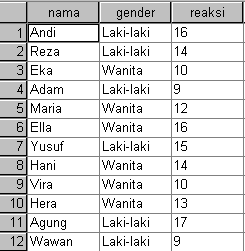 nama gender reaksi
1 Andi Laki-laki 16
2 Reza Laki-laki 14
3 Eka Wanita 10
4 Adam Laki-laki 9
5 Maria Wanita 12
6 Ella Wanita 16
7 Yusuf Laki-laki 15
8 Hani Wanita 14
9 Vira Wanita 10
10 Hera Wanita 13
11 Agung Laki-laki 17
12 Wawan Laki-laki 9